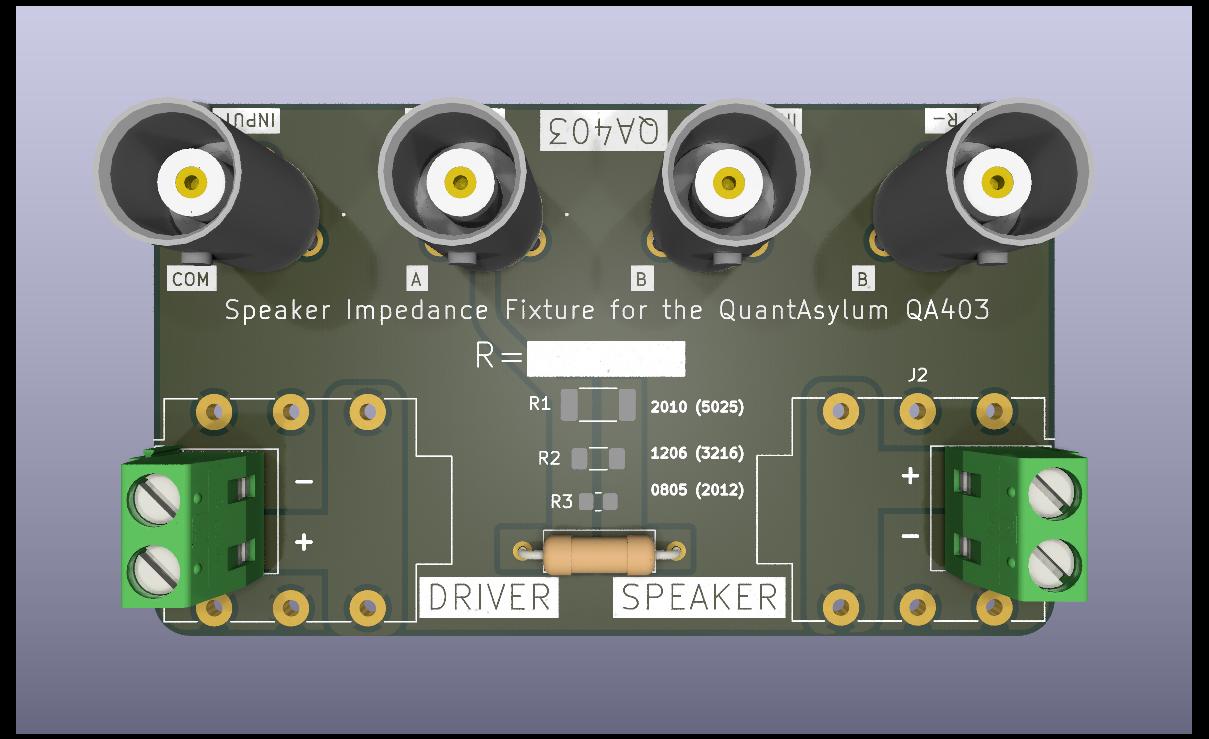 INPUT
QA403
R-
COM
A
B
B
Speaker Impedance Fixture for the QuantAsylum QA403
R=
J2
R1
2010 (5025)
R2
1206 (3216)
R3
0805 (2012)
-
+
+
-
DRIVER
SPEAKER